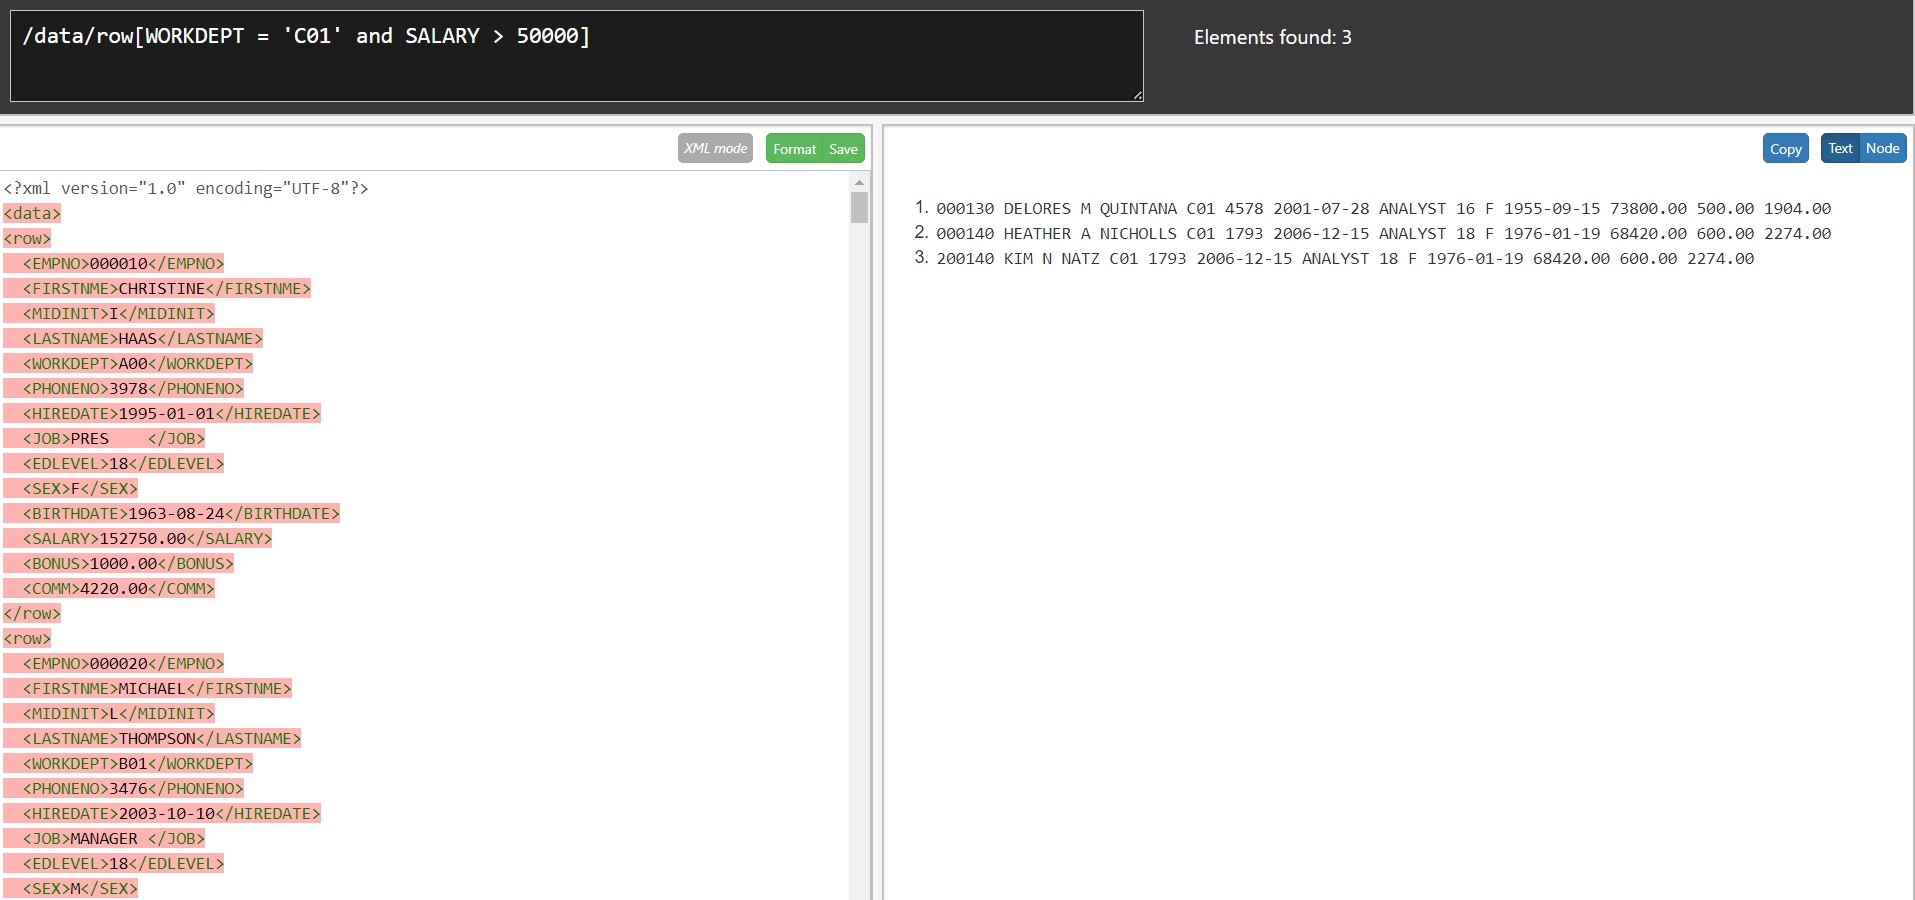 /data/row[WORKDEPT = 'C01' and SALARY > 50000]
Elements found: 3
XML mode
Format Save
<?xml version="1.0" encoding="UTF-8"?>
<data>
<row>
<EMPNO>000010</EMPNO>
<FIRSTNME>CHRISTINE</FIRSTNME>
<MIDINIT>I</MIDINIT>
<LASTNAME>HAAS</LASTNAME>
<WORKDEPT>A00</WORKDEPT>
<PHONENO>3978</PHONENO>
<HIREDATE>1995-01-01</HIREDATE>
<JOB>PRES    </JOB>
<EDLEVEL>18</EDLEVEL>
<SEX>F</SEX>
<BIRTHDATE>1963-08-24</BIRTHDATE>
<SALARY>152750.00</SALARY>
<BONUS>1000.00</BONUS>
<COMM>4220.00</COMM>
</row>
<row>
<EMPNO>000020</EMPNO>
<FIRSTNME>MICHAEL</FIRSTNME>
<MIDINIT>L</MIDINIT>
<LASTNAME>THOMPSON</LASTNAME>
<WORKDEPT>B01</WORKDEPT>
<PHONENO>3476</PHONENO>
<HIREDATE>2003-10-10</HIREDATE>
<JOB>MANAGER </JOB>
<EDLEVEL>18</EDLEVEL>
<SEX>M</SEX>
Copy
Text Node
1. 000130 DELORES M QUINTANA C01 4578 2001-07-28 ANALYST 16 F 1955-09-15 73800.00 500.00 1904.00
2. 000140 HEATHER A NICHOLLS C01 1793 2006-12-15 ANALYST 18 F 1976-01-19 68420.00 600.00 2274.00
3. 200140 KIM N NATZ C01 1793 2006-12-15 ANALYST 18 F 1976-01-19 68420.00 600.00 2274.00